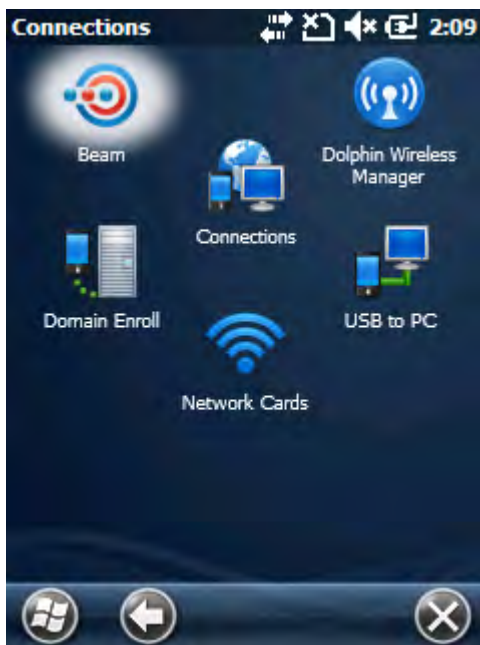 Connections 2:09
Beam
Dolphin Wireless
Manager
Connections
Domain Enroll
USB to PC
Network Cards